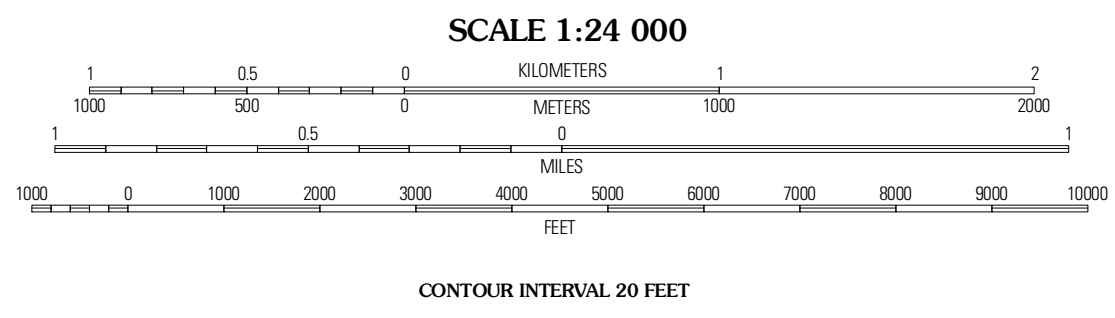 SCALE 1:24 000
1 0.5 0 KILOMETERS 1 2
1000 500 0 METERS 1000 2000
1 0.5 0 1
MILES
1000 0 1000 2000 3000 4000 5000 6000 7000 8000 9000 10000
FEET
CONTOUR INTERVAL 20 FEET